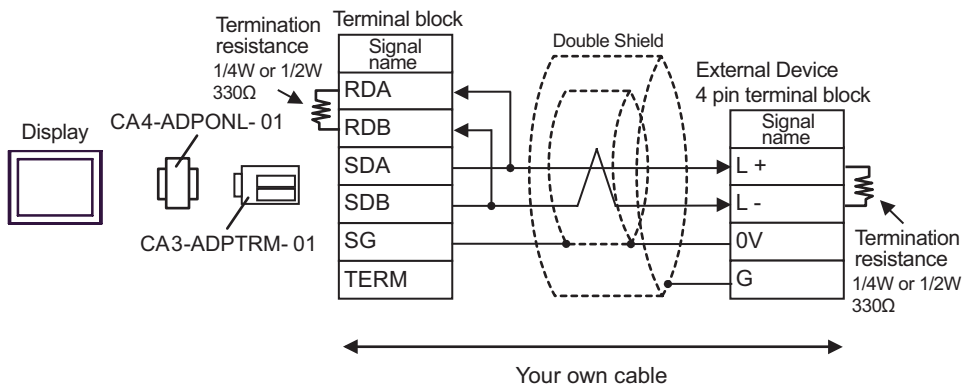 Termination
resistance
1/4W or 1/2W
330Ω
Terminal block
Signal
name
RDA
RDB
SDA
SDB
SG
TERM
Display
CA4-ADPONL- 01
CA3-ADPTRM- 01
Double Shield
External Device
4 pin terminal block
Signal
name
L +
L -
0V
G
Termination
resistance
1/4W or 1/2W
330Ω
Your own cable